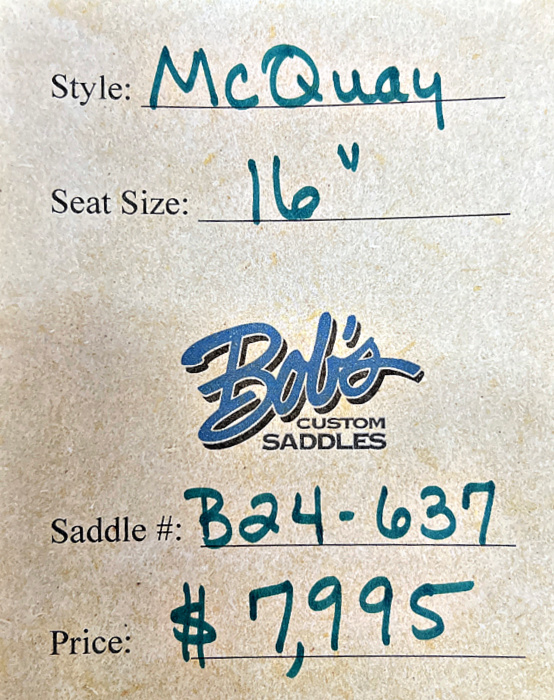 Style: McQuay
Seat Size: 16"
Bob's
CUSTOM
SADDLES
Saddle #: B24-637
Price: $7,995